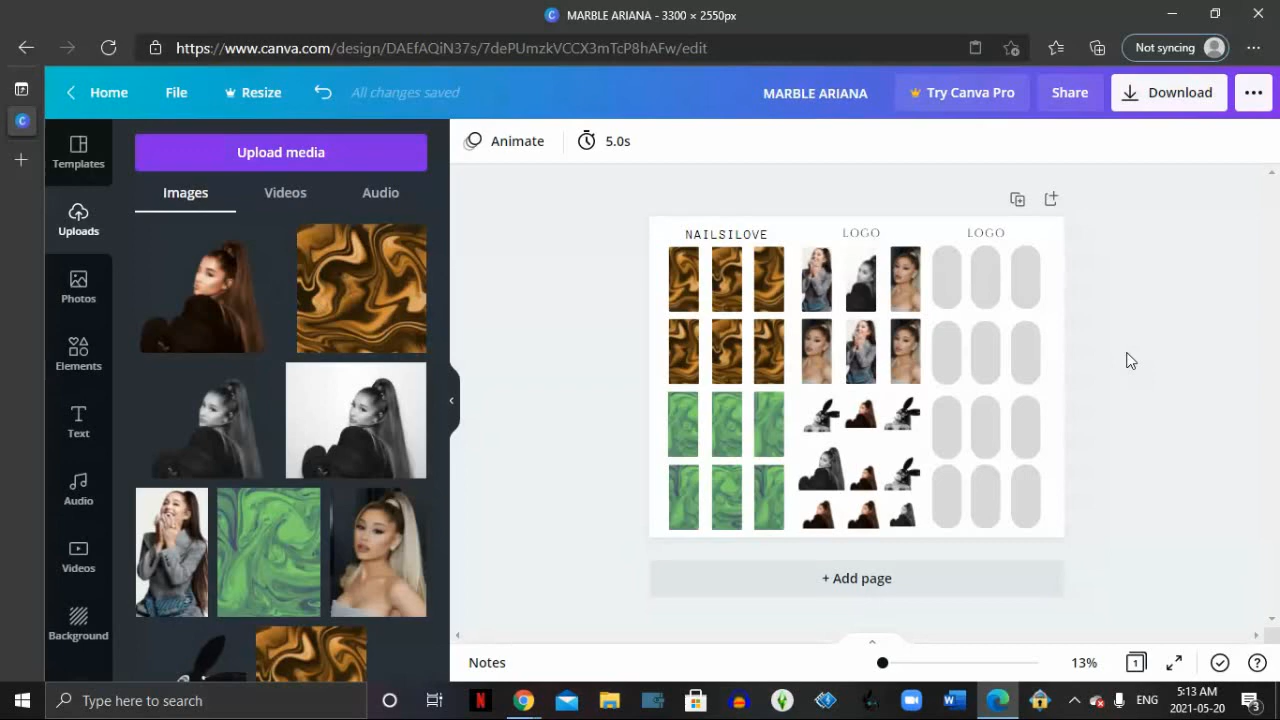 MARBLE ARIANA - 3300 × 2550px
https://www.canva.com/design/DAEfAQiN37s/7dePUmzkVCCX3mTcP8hAFw/edit
Not syncing
Home
File
Resize
All changes saved
MARBLE ARIANA
Try Canva Pro
Share
Download
Templates
Uploads
Photos
Elements
Text
Audio
Videos
Background
Upload media
Images
Videos
Audio
Animate
5.0s
NAILSILOVE
LOGO
LOGO
+ Add page
Notes
13%
1
Type here to search
ENG
5:13 AM
2021-05-20
3